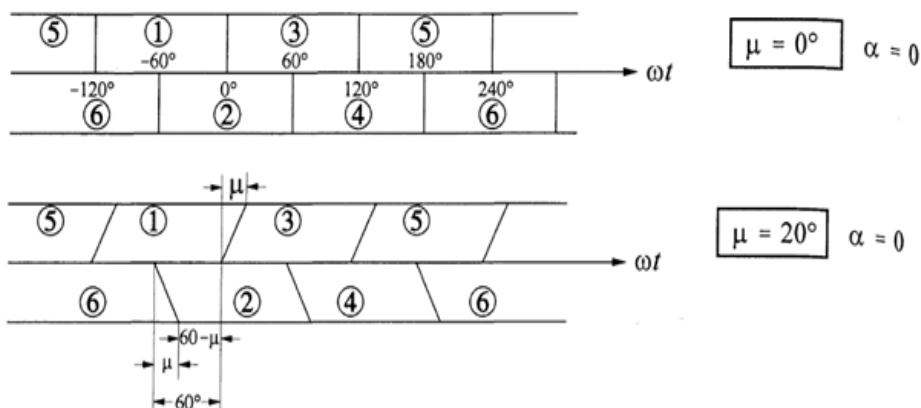 ⑤ ① ③ ⑤
−60° 60° 180°
μ = 0° α = 0
ωt
−120° 0° 120° 240°
⑥ ② ④ ⑥
μ
⑤ ① ③ ⑤
μ = 20° α = 0
ωt
⑥ ② ④ ⑥
60−μ
μ
60°